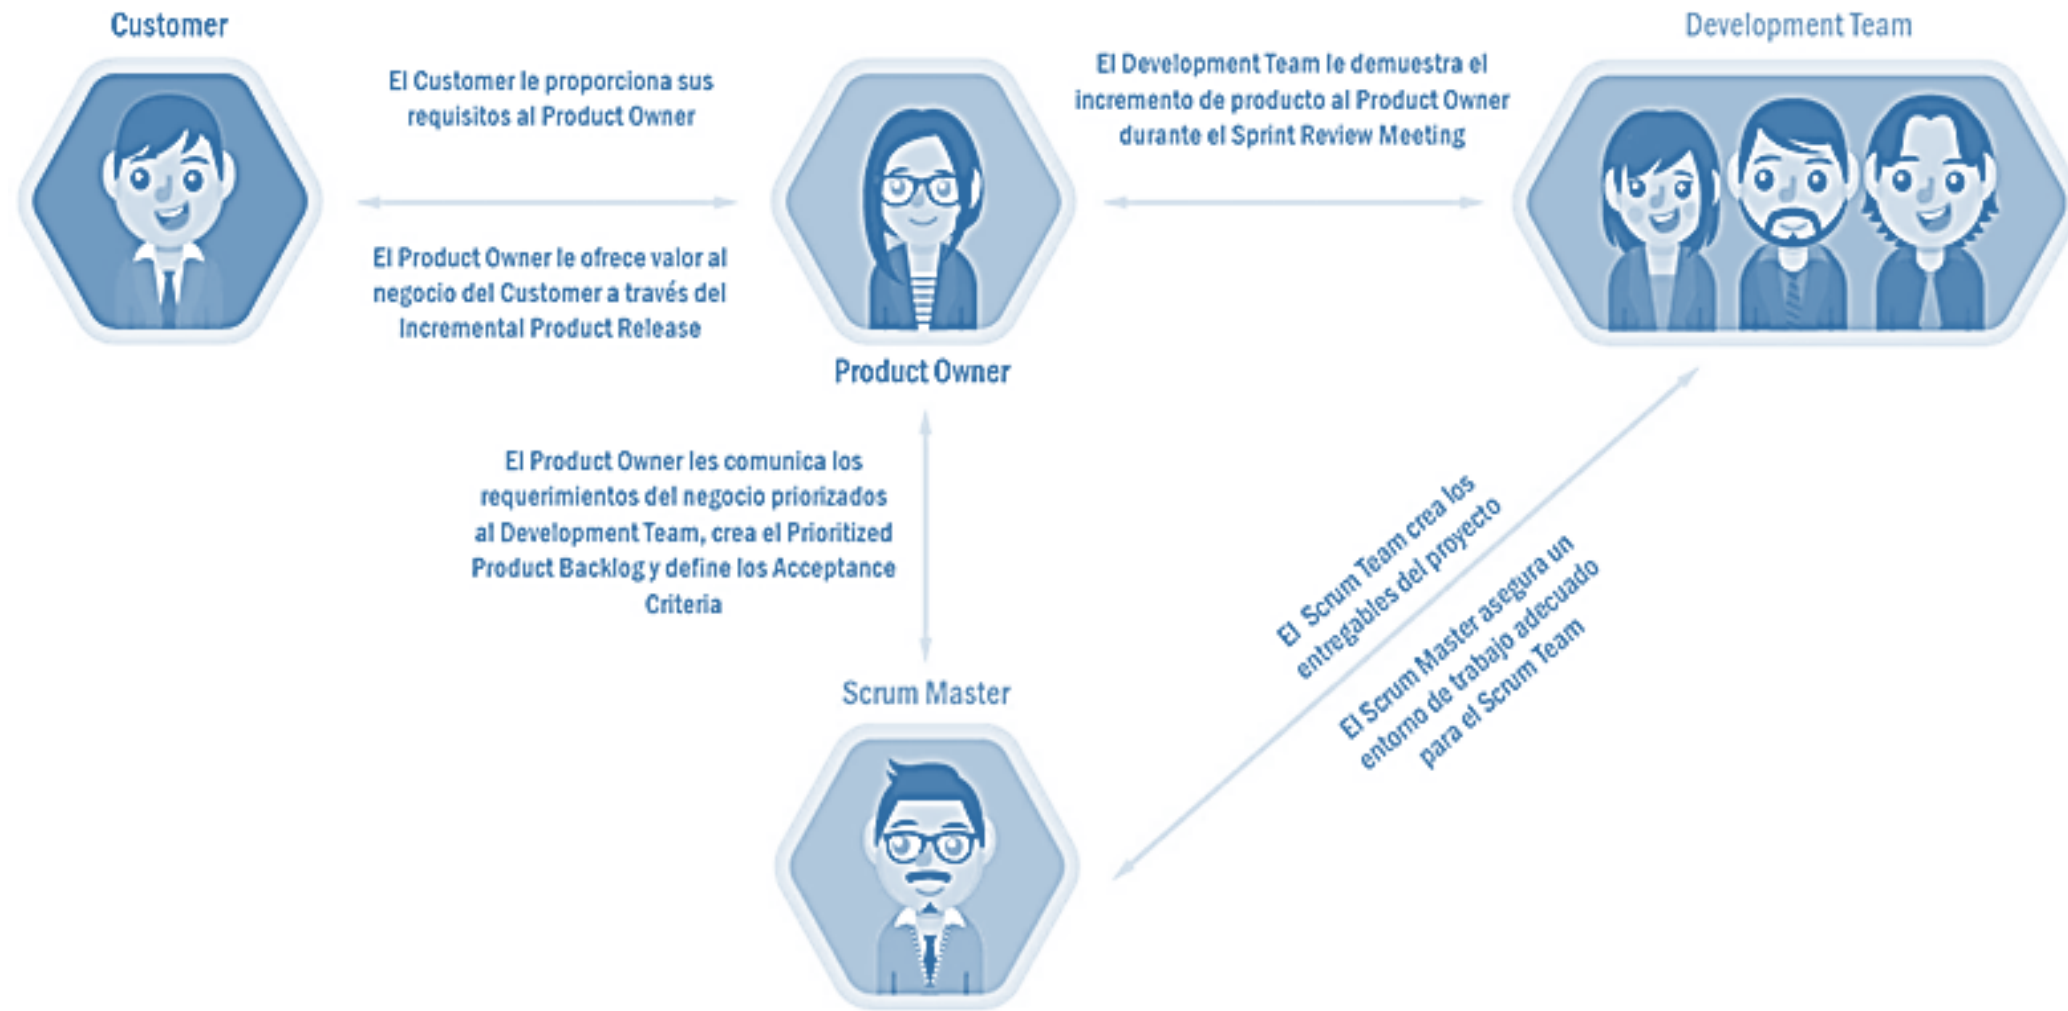 Customer
El Customer le proporciona sus
requisitos al Product Owner
El Product Owner le ofrece valor al
negocio del Customer a través del
Incremental Product Release
Product Owner
El Development Team le demuestra el
incremento de producto al Product Owner
durante el Sprint Review Meeting
Development Team
El Product Owner les comunica los
requerimientos del negocio priorizados
al Development Team, crea el Prioritized
Product Backlog y define los Acceptance
Criteria
El Scrum Team crea los
entregables del proyecto
El Scrum Master asegura un
entorno de trabajo adecuado
para el Scrum Team
Scrum Master